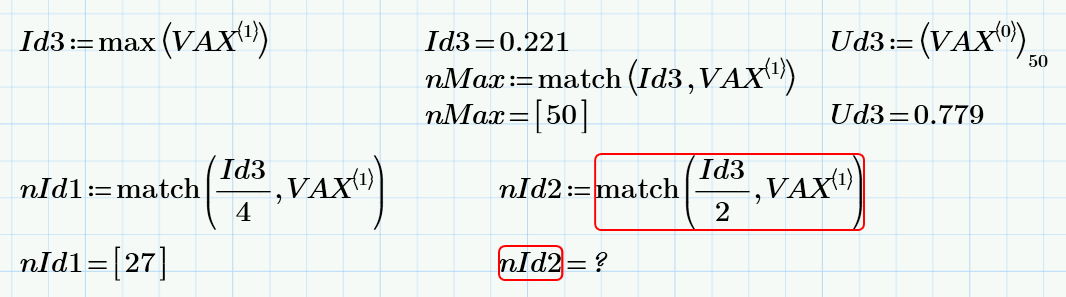 Id3:=max(VAX⟨1⟩) Id3=0.221 Ud3:=(VAX⟨0⟩)50
nMax:=match(Id3,VAX⟨1⟩)
nMax=[50] Ud3=0.779
nId1:=match(Id3/4,VAX⟨1⟩) nId2:=match(Id3/2,VAX⟨1⟩)
nId1=[27] nId2=?